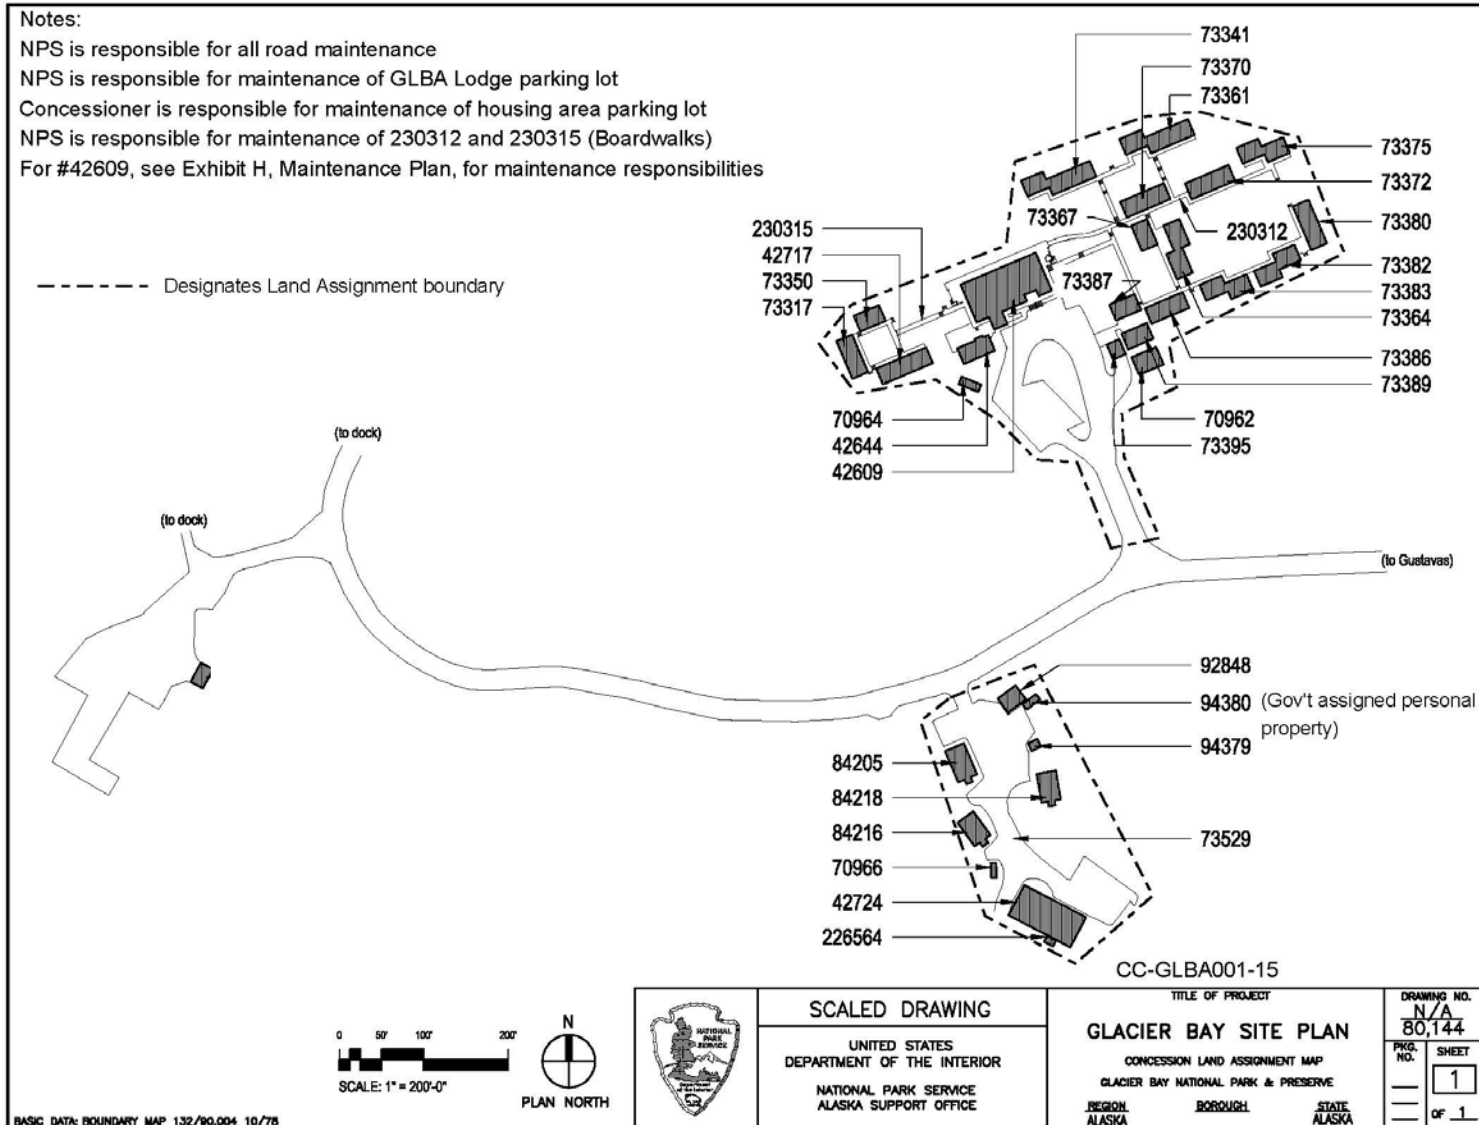 Notes:
NPS is responsible for all road maintenance
NPS is responsible for maintenance of GLBA Lodge parking lot
Concessioner is responsible for maintenance of housing area parking lot
NPS is responsible for maintenance of 230312 and 230315 (Boardwalks)
For #42609, see Exhibit H, Maintenance Plan, for maintenance responsibilities
Designates Land Assignment boundary
73341
73370
73361
73375
73372
73367
230312
73380
230315
42717
73350
73317
73387
73382
73383
73364
73386
73389
70964
42644
42609
70962
73395
(to dock)
(to dock)
(to Gustavas)
92848
94380 (Gov't assigned personal
property)
94379
84205
84218
84216
73529
70966
42724
226564
CC-GLBA001-15
0 50' 100' 200'
SCALE: 1" = 200'-0"
N
PLAN NORTH
BASIC DATA: BOUNDARY MAP 132/90,004 10/78
NATIONAL
PARK
SERVICE
Department
of the Interior
SCALED DRAWING
UNITED STATES
DEPARTMENT OF THE INTERIOR
NATIONAL PARK SERVICE
ALASKA SUPPORT OFFICE
TITLE OF PROJECT
GLACIER BAY SITE PLAN
CONCESSION LAND ASSIGNMENT MAP
GLACIER BAY NATIONAL PARK & PRESERVE
REGION
ALASKA
BOROUGH
STATE
ALASKA
DRAWING NO.
N/A
80,144
PKG.
NO.
SHEET
1
OF 1